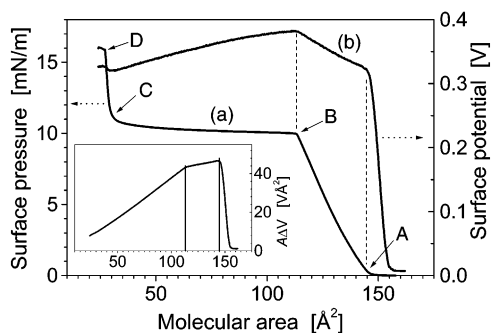 D
(b)
C
(a)
B
A
15
10
5
0
Surface pressure [mN/m]
0.4
0.3
0.2
0.1
0.0
Surface potential [V]
40
20
0
AΔV [VÅ²]
50 100 150
50 100 150
Molecular area [Å²]